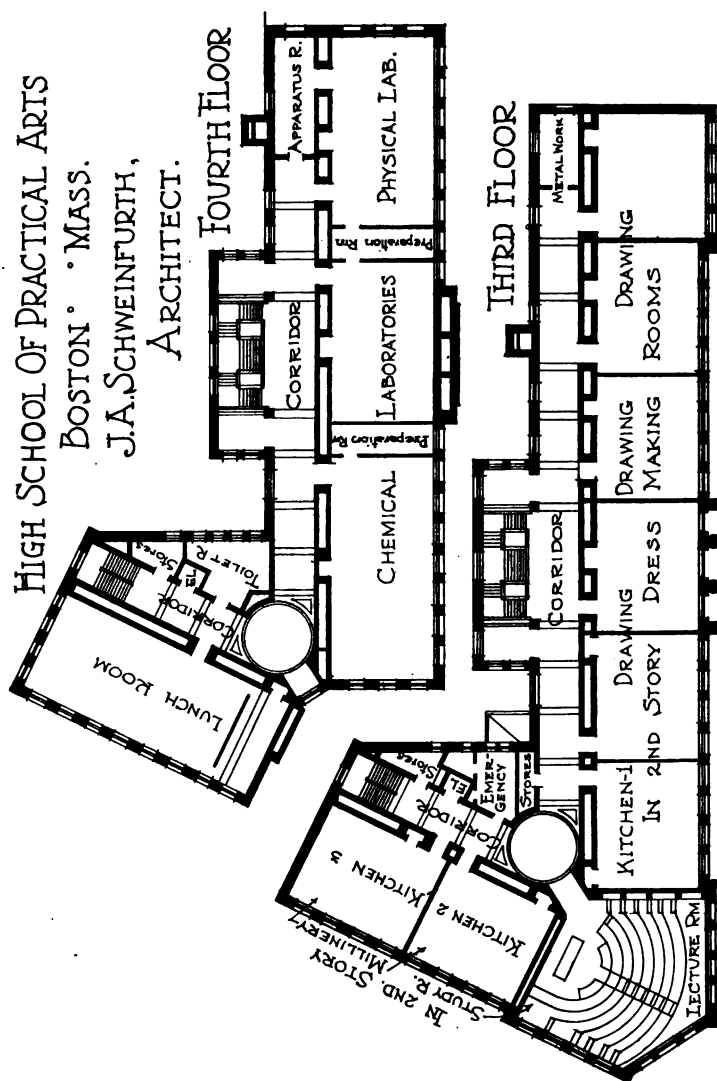 HIGH SCHOOL OF PRACTICAL ARTS
BOSTON · MASS.
J.A. SCHWEINFURTH,
ARCHITECT.
FOURTH FLOOR
APPARATUS R.
PHYSICAL LAB.
Preparation Rm
CORRIDOR
LABORATORIES
Preparation Rm
CHEMICAL
Stores
EL
TOILET R.
CORRIDOR
LUNCH ROOM
THIRD FLOOR
METAL WORK
DRAWING
ROOMS
DRAWING
MAKING
CORRIDOR
DRAWING
DRESS
KITCHEN-1
IN 2ND STORY
Stores
EL
EMER-
GENCY
STORES
CORRIDOR
KITCHEN 3
KITCHEN 2
MILLINERY
STUDY R.
IN 2ND. STORY
LECTURE RM